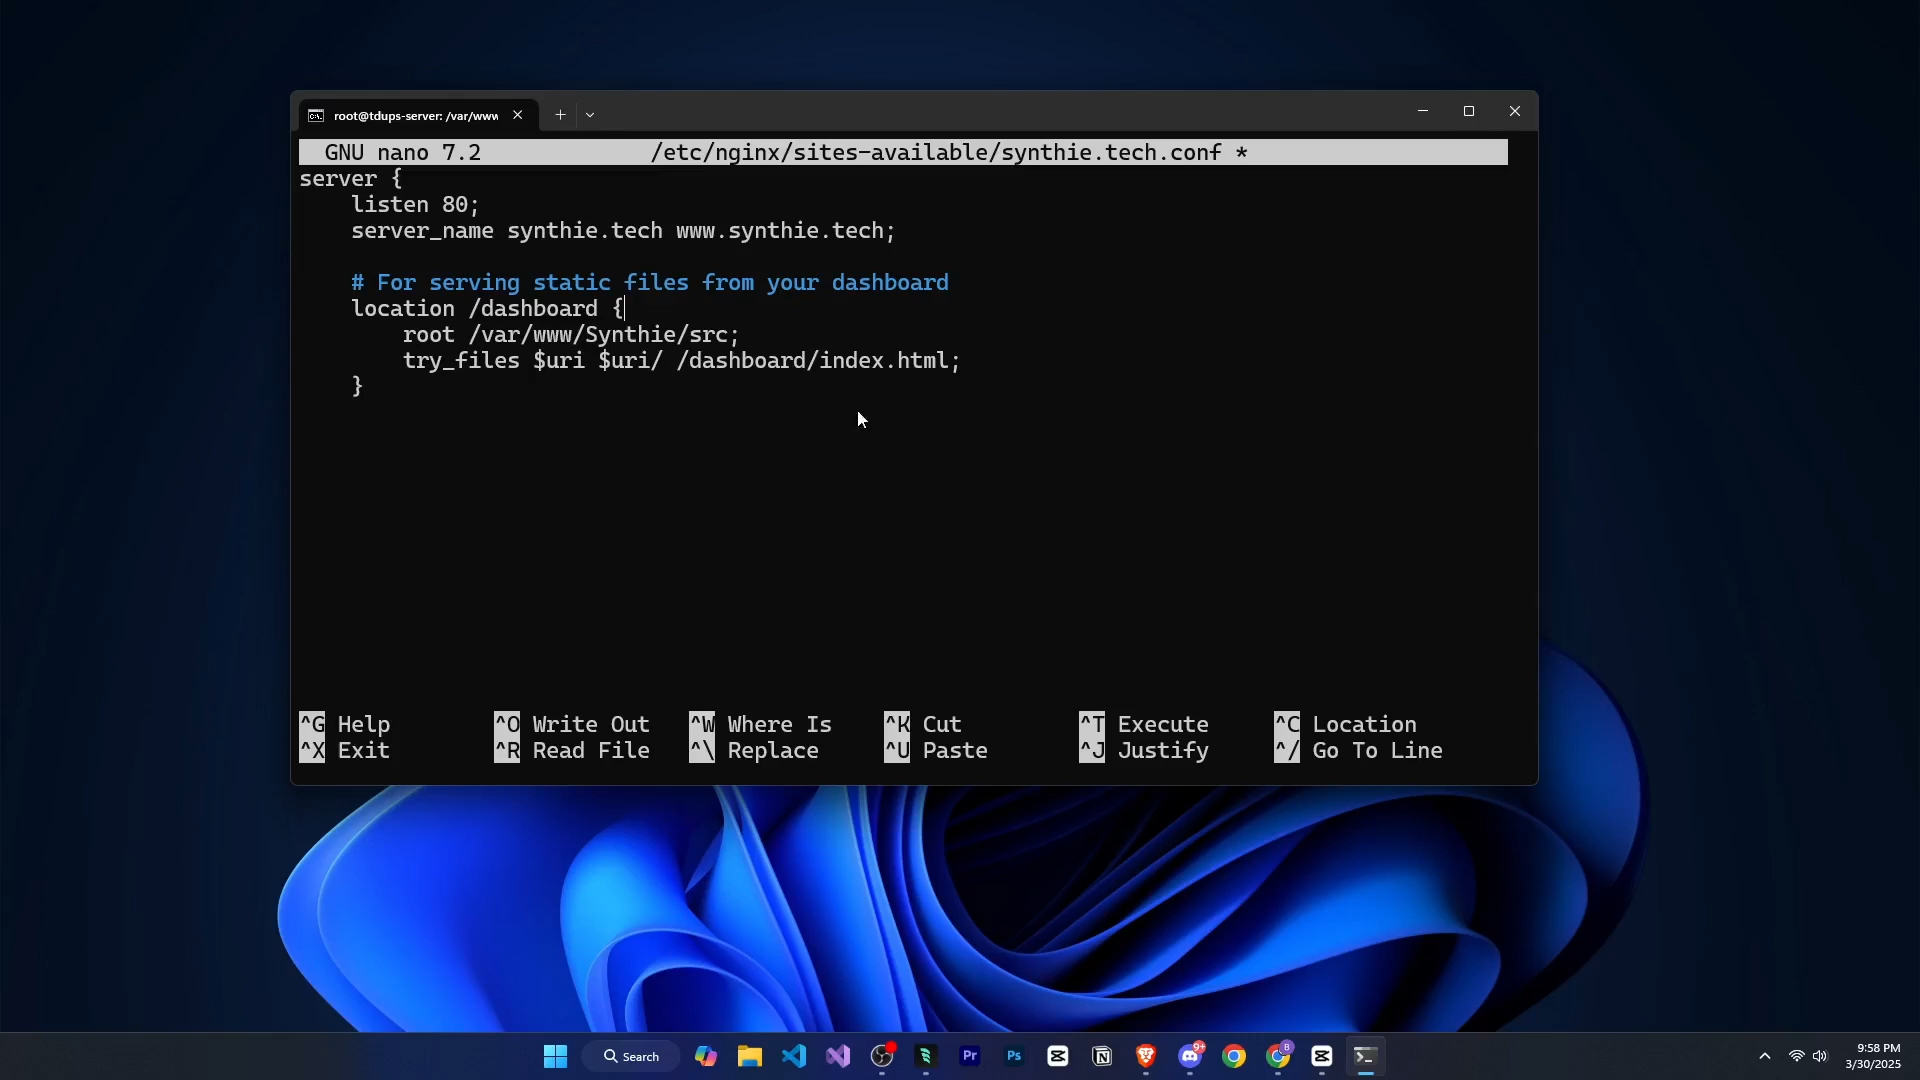 root@tdups-server: /var/www
GNU nano 7.2 /etc/nginx/sites-available/synthie.tech.conf *
server {
    listen 80;
    server_name synthie.tech www.synthie.tech;

    # For serving static files from your dashboard
    location /dashboard {
        root /var/www/Synthie/src;
        try_files $uri $uri/ /dashboard/index.html;
    }
^G Help ^O Write Out ^W Where Is ^K Cut ^T Execute ^C Location
^X Exit ^R Read File ^\ Replace ^U Paste ^J Justify ^/ Go To Line
Search Pr Ps 9+ B
9:58 PM
3/30/2025